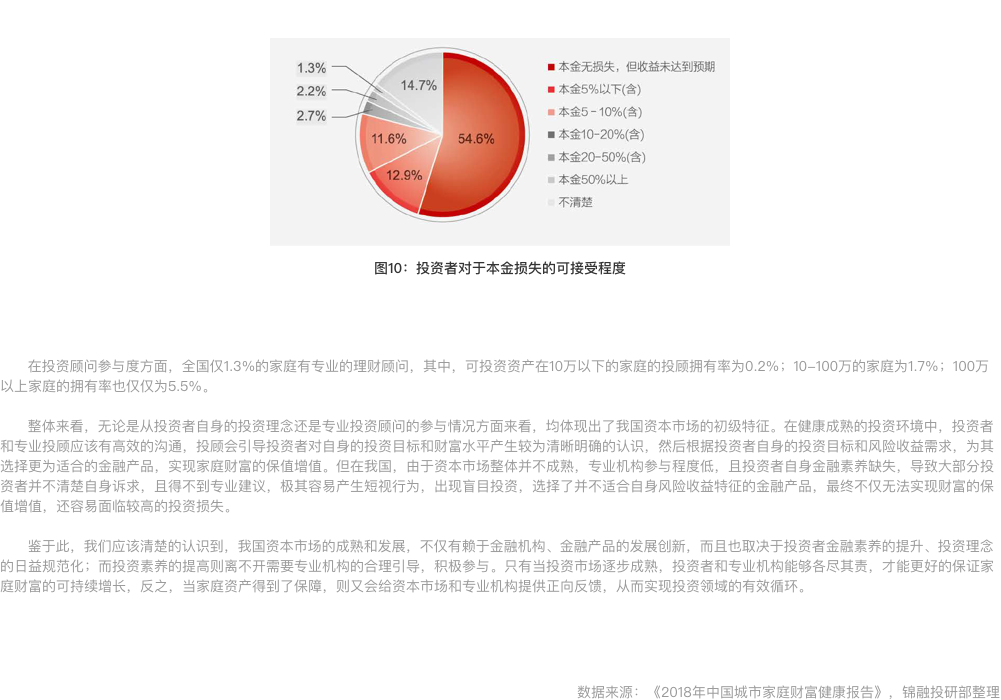 1.3%
2.2%
2.7%
14.7%
11.6%
54.6%
12.9%
本金无损失，但收益未达到预期
本金5%以下(含)
本金5-10%(含)
本金10-20%(含)
本金20-50%(含)
本金50%以上
不清楚
图10：投资者对于本金损失的可接受程度
在投资顾问参与度方面，全国仅1.3%的家庭有专业的理财顾问，其中，可投资资产在10万以下的家庭的投顾拥有率为0.2%；10–100万的家庭为1.7%；100万
以上家庭的拥有率也仅仅为5.5%。
整体来看，无论是从投资者自身的投资理念还是专业投资顾问的参与情况方面来看，均体现出了我国资本市场的初级特征。在健康成熟的投资环境中，投资者
和专业投顾应该有高效的沟通，投顾会引导投资者对自身的投资目标和财富水平产生较为清晰明确的认识，然后根据投资者自身的投资目标和风险收益需求，为其
选择更为适合的金融产品，实现家庭财富的保值增值。但在我国，由于资本市场整体并不成熟，专业机构参与程度低，且投资者自身金融素养缺失，导致大部分投
资者并不清楚自身诉求，且得不到专业建议，极其容易产生短视行为，出现盲目投资，选择了并不适合自身风险收益特征的金融产品，最终不仅无法实现财富的保
值增值，还容易面临较高的投资损失。
鉴于此，我们应该清楚的认识到，我国资本市场的成熟和发展，不仅有赖于金融机构、金融产品的发展创新，而且也取决于投资者金融素养的提升、投资理念
的日益规范化；而投资素养的提高则离不开需要专业机构的合理引导，积极参与。只有当投资市场逐步成熟，投资者和专业机构能够各尽其责，才能更好的保证家
庭财富的可持续增长，反之，当家庭资产得到了保障，则又会给资本市场和专业机构提供正向反馈，从而实现投资领域的有效循环。
数据来源：《2018年中国城市家庭财富健康报告》，锦融投研部整理